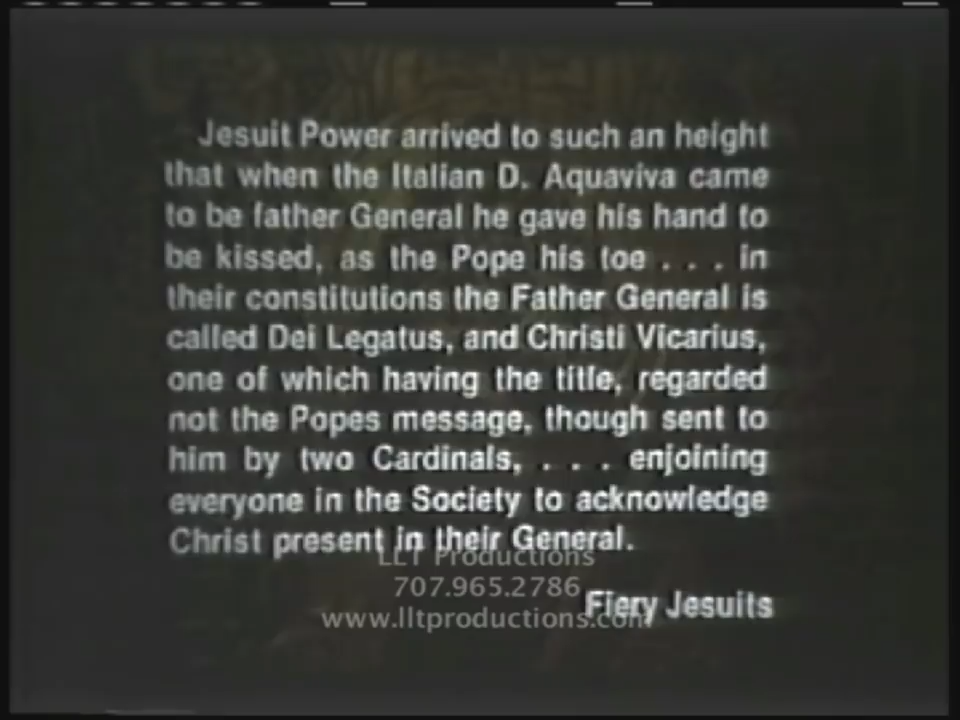 Jesuit Power arrived to such an height
that when the Italian D. Aquaviva came
to be father General he gave his hand to
be kissed, as the Pope his toe . . . in
their constitutions the Father General is
called Dei Legatus, and Christi Vicarius,
one of which having the title, regarded
not the Popes message, though sent to
him by two Cardinals, . . . enjoining
everyone in the Society to acknowledge
Christ present in their General.
LLT Productions
707.965.2786
Fiery Jesuits
www.lltproductions.com